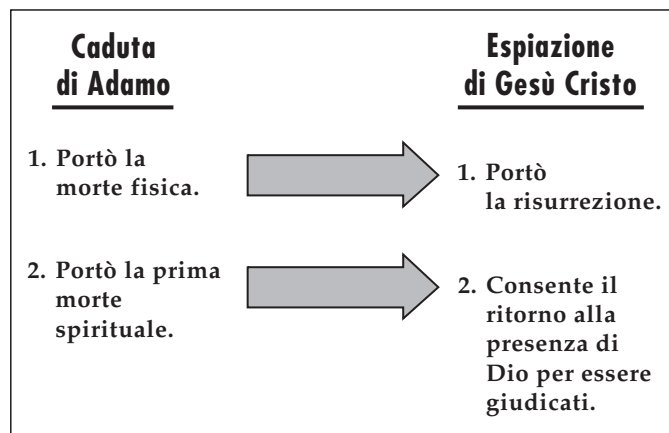 Caduta
di Adamo
1. Portò la
morte fisica.
2. Portò la prima
morte
spirituale.
Espiazione
di Gesù Cristo
1. Portò
la risurrezione.
2. Consente il
ritorno alla
presenza di
Dio per essere
giudicati.